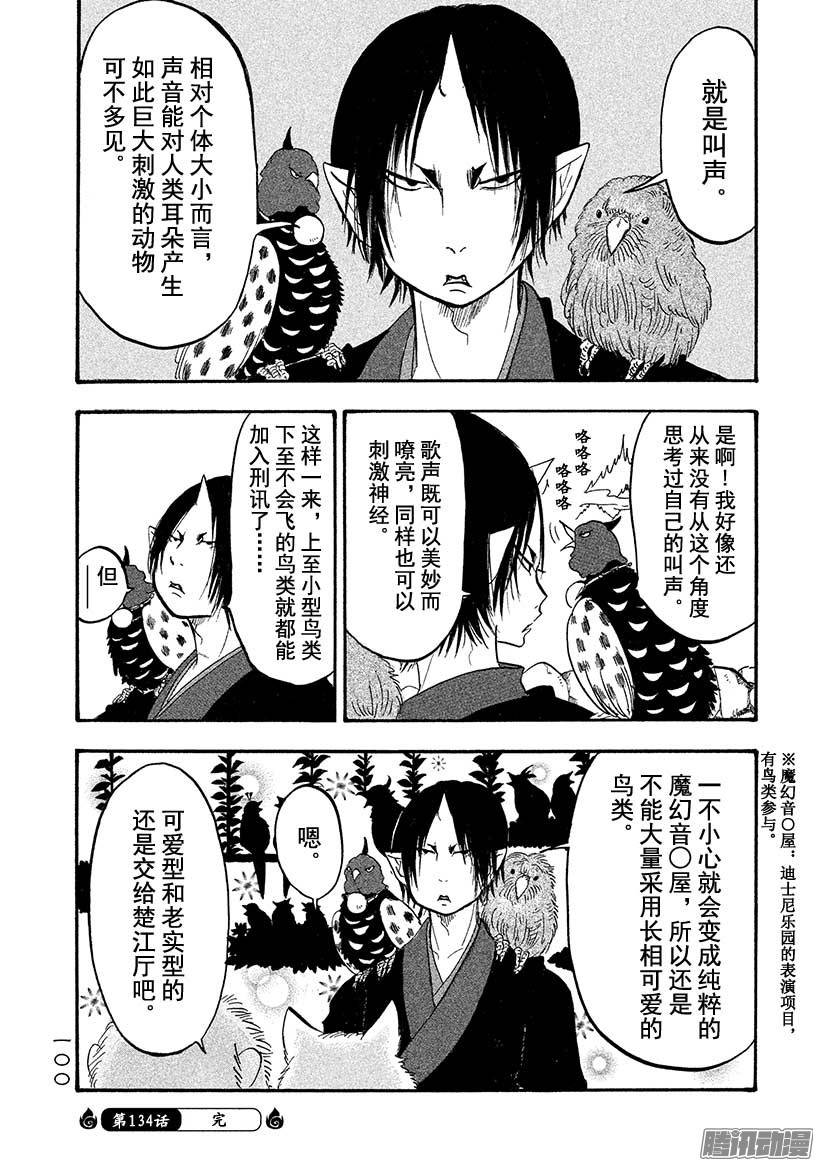 就是叫声。
相对个体大小而言，
声音能对人类耳朵产生
如此巨大刺激的动物
可不多见。
是啊！我好像还
从来没有从这个角度
思考过自己的叫声。
咯咯咯
咯咯咯
歌声既可以美妙而
嘹亮，同样也可以
刺激神经。
这样一来，上至小型鸟类
下至不会飞的鸟类就都能
加入刑讯了……
但
——
※魔幻音〇屋：迪士尼乐园的表演项目，
有鸟类参与。
一不小心就会变成纯粹的
魔幻音〇屋，所以还是
不能大量采用长相可爱的
鸟类。
嗯。
可爱型和老实型的
还是交给楚江厅吧。
100
第134话 完
腾讯动漫